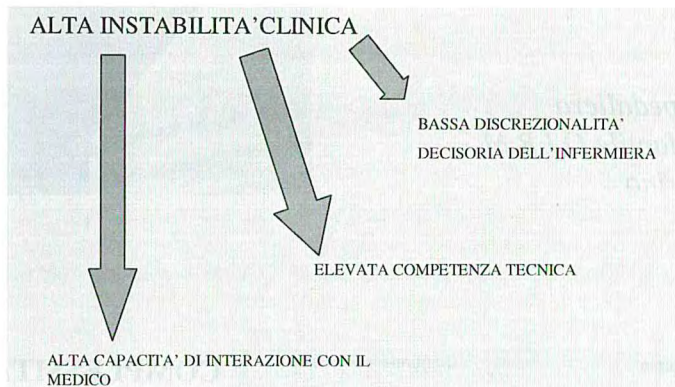 ALTA INSTABILITA'CLINICA
BASSA DISCREZIONALITA'
DECISORIA DELL'INFERMIERA
ELEVATA COMPETENZA TECNICA
ALTA CAPACITA' DI INTERAZIONE CON IL
MEDICO